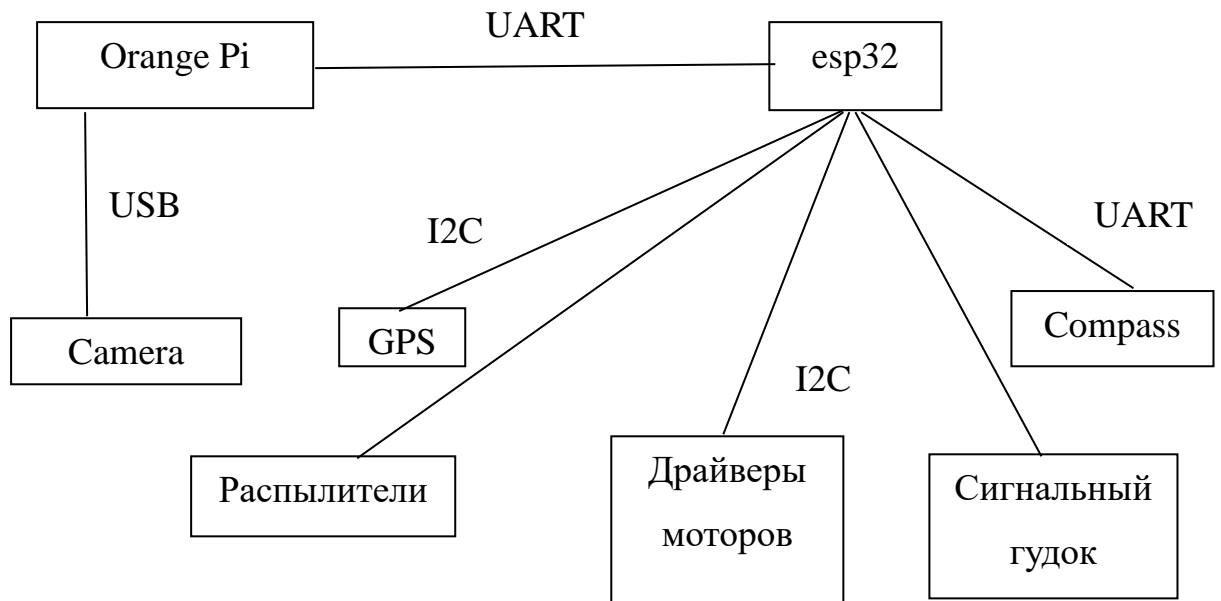 UART
Orange Pi
esp32
USB
I2C
UART
GPS
Compass
Camera
I2C
Распылители
Драйверы
моторов
Сигнальный
гудок